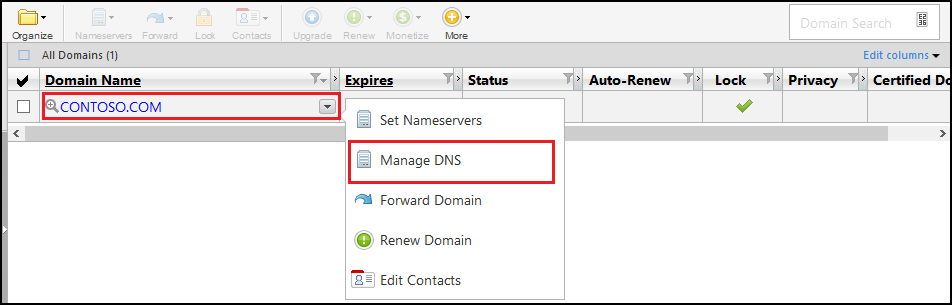 Organize Nameservers Forward Lock Contacts Upgrade Renew Monetize More Domain Search
All Domains (1) Edit columns
Domain Name Expires Status Auto-Renew Lock Privacy Certified Do
CONTOSO.COM
Set Nameservers
Manage DNS
Forward Domain
Renew Domain
Edit Contacts